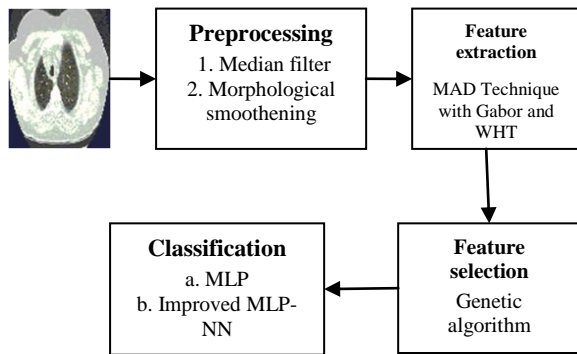 Preprocessing
1. Median filter
2. Morphological
smoothening
Feature
extraction
MAD Technique
with Gabor and
WHT
Feature
selection
Genetic
algorithm
Classification
a. MLP
b. Improved MLP-
NN